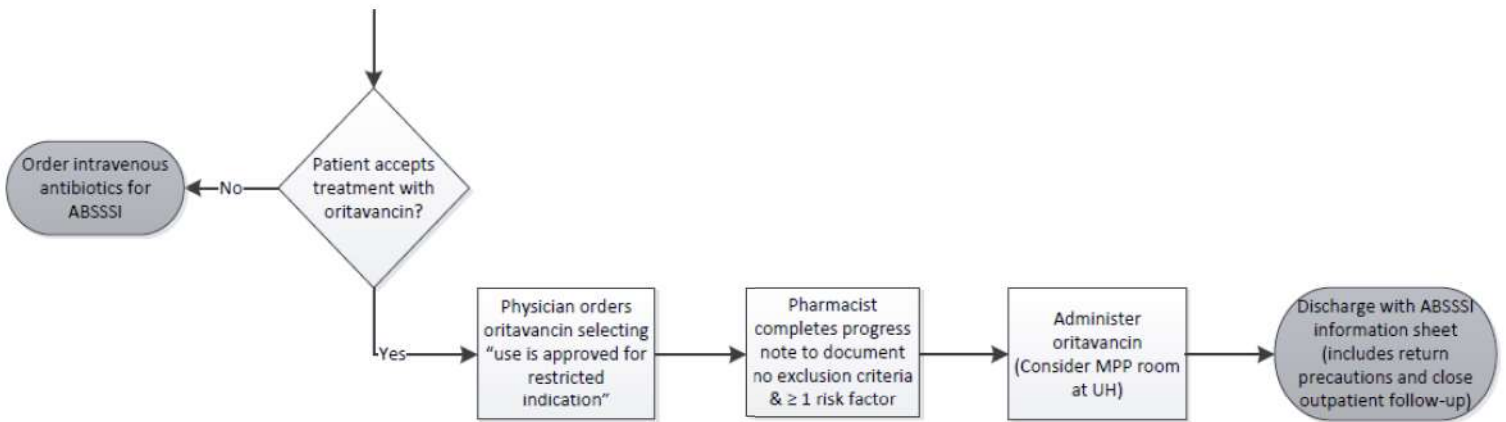 Order intravenous
antibiotics for
ABSSSI
No
Patient accepts
treatment with
oritavancin?
Yes
Physician orders
oritavancin selecting
“use is approved for
restricted
indication”
Pharmacist
completes progress
note to document
no exclusion criteria
& ≥ 1 risk factor
Administer
oritavancin
(Consider MPP room
at UH)
Discharge with ABSSSI
information sheet
(includes return
precautions and close
outpatient follow-up)